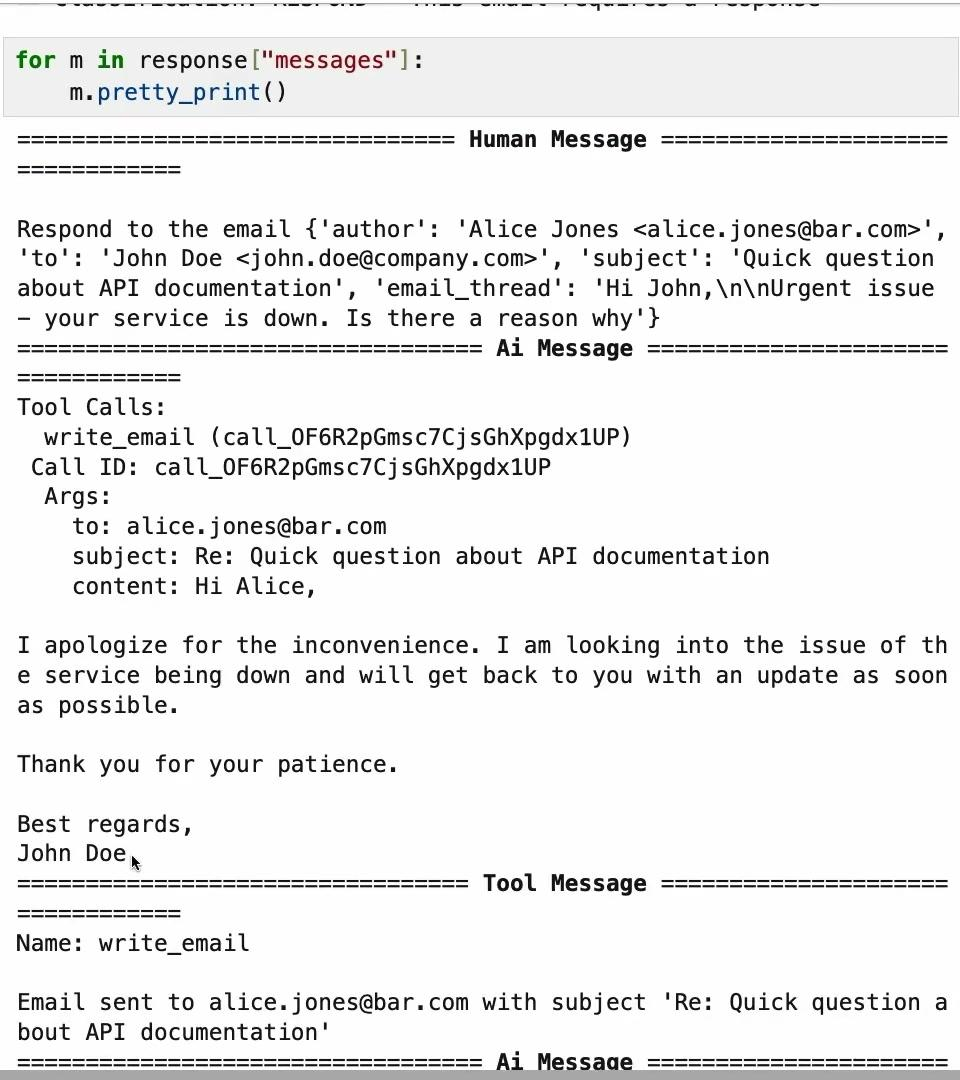 for m in response["messages"]:
    m.pretty_print()
================================ Human Message =====================
============
Respond to the email {'author': 'Alice Jones <alice.jones@bar.com>',
'to': 'John Doe <john.doe@company.com>', 'subject': 'Quick question
about API documentation', 'email_thread': 'Hi John,\n\nUrgent issue
– your service is down. Is there a reason why'}
================================== Ai Message ======================
============
Tool Calls:
  write_email (call_OF6R2pGmsc7CjsGhXpgdx1UP)
 Call ID: call_OF6R2pGmsc7CjsGhXpgdx1UP
  Args:
    to: alice.jones@bar.com
    subject: Re: Quick question about API documentation
    content: Hi Alice,
I apologize for the inconvenience. I am looking into the issue of th
e service being down and will get back to you with an update as soon
as possible.
Thank you for your patience.
Best regards,
John Doe
================================= Tool Message =====================
============
Name: write_email
Email sent to alice.jones@bar.com with subject 'Re: Quick question a
bout API documentation'
================================== Ai Message ======================